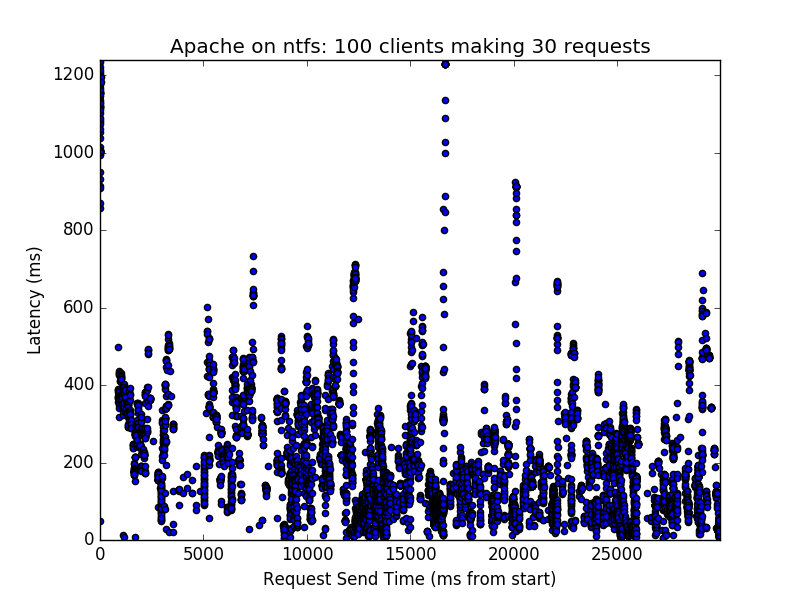 Apache on ntfs: 100 clients making 30 requests
1200
1000
800
600
400
200
0
Latency (ms)
0 5000 10000 15000 20000 25000
Request Send Time (ms from start)